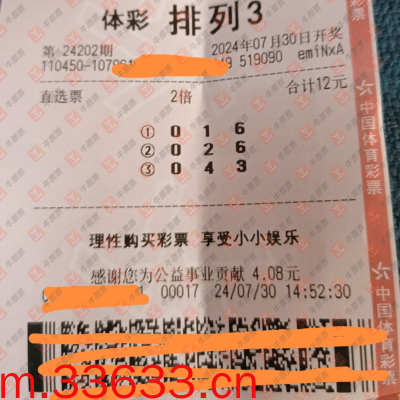 体彩 排列3
第 24202期 2024年07月30日开奖
110450-10796 519090 emfNxA
直选票 2倍 合计12元
① 0 1 6
② 0 2 6
③ 0 4 3
理性购买彩票 享受小小娱乐
感谢您为公益事业贡献 4.08元
00017 24/07/30 14:52:30
m.33633.cn
中国体育彩票
中国体育彩票